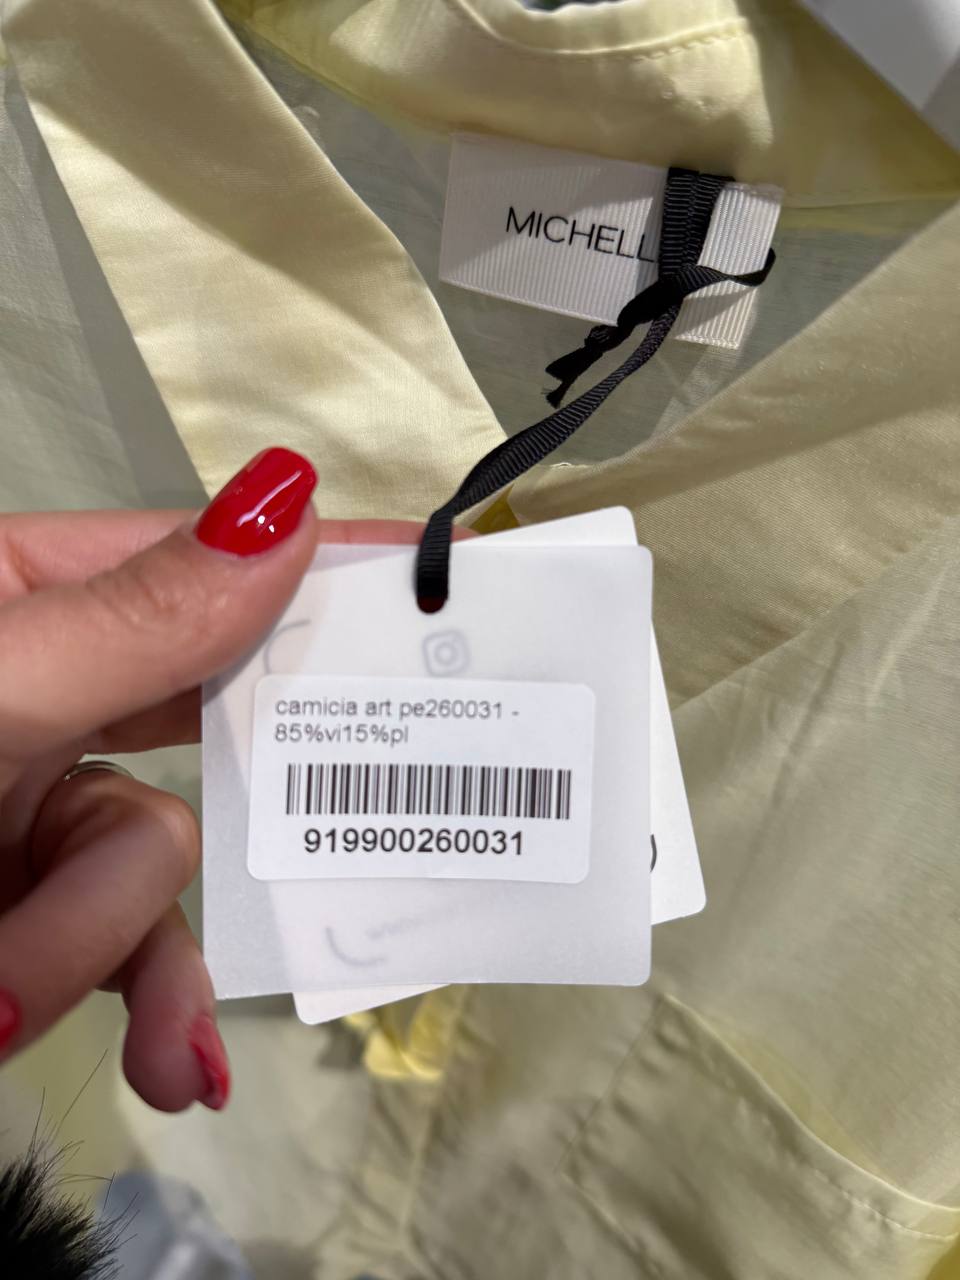 MICHELL
camicia art pe260031 -
85%vi15%pl
919900260031